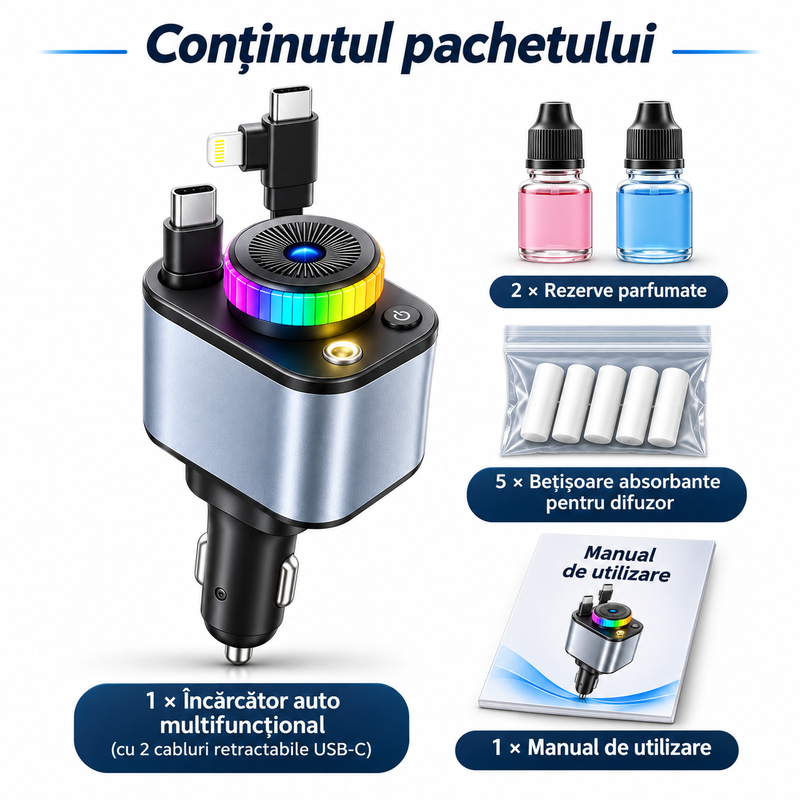 Conținutul pachetului
2 × Rezerve parfumate
5 × Bețișoare absorbante
pentru difuzor
Manual
de utilizare
1 × Încărcător auto
multifuncțional
(cu 2 cabluri retractabile USB-C)
1 × Manual de utilizare